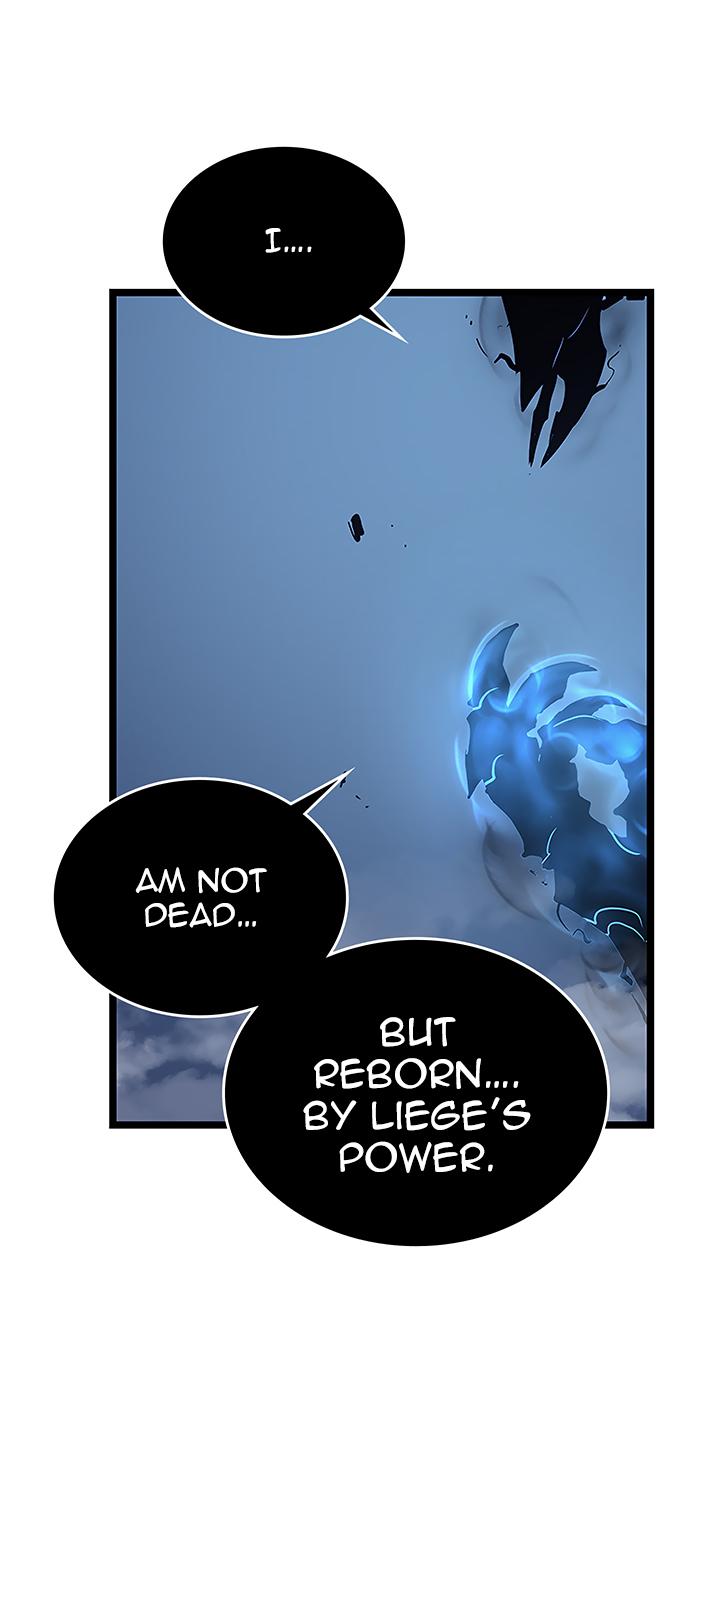 I....
AM NOT
DEAD...
BUT
REBORN....
BY LIEGE'S
POWER.